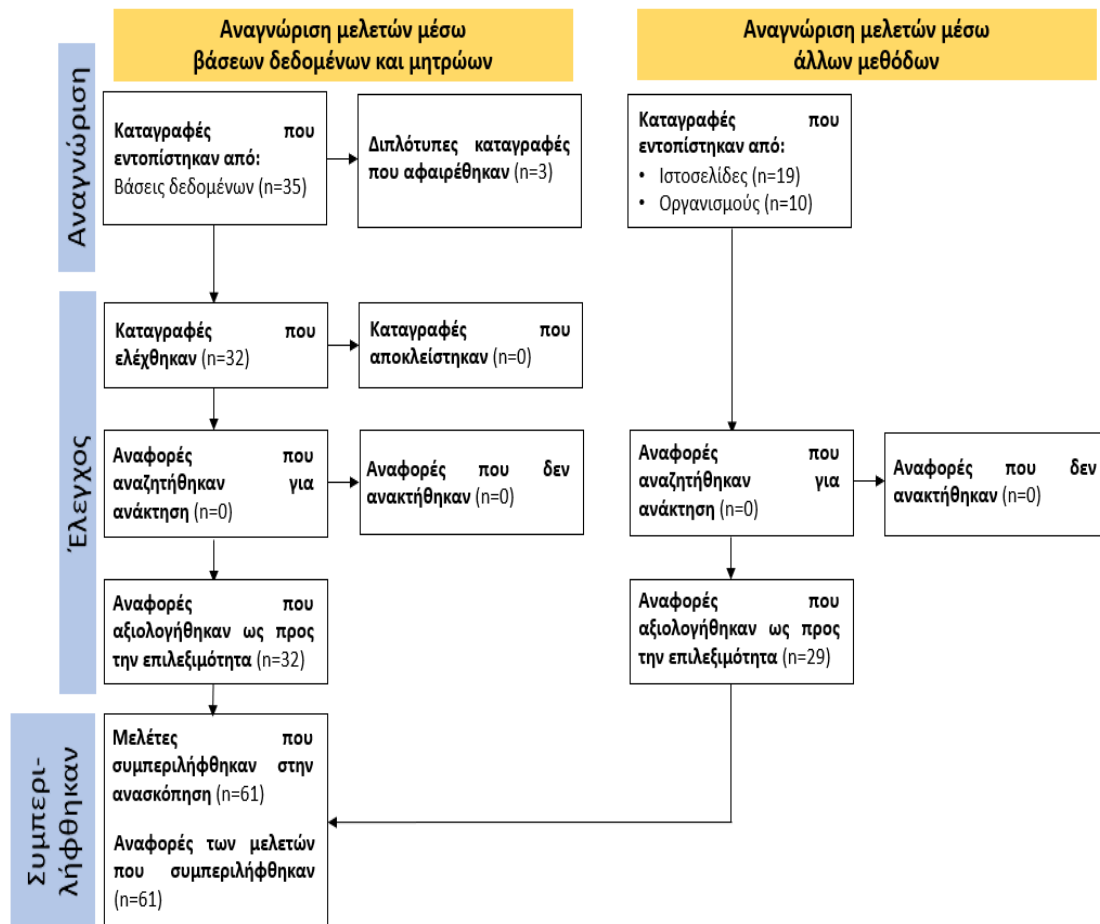 Αναγνώριση μελετών μέσω
βάσεων δεδομένων και μητρώων
Αναγνώριση μελετών μέσω
άλλων μεθόδων
Αναγνώριση
Καταγραφές που
εντοπίστηκαν από:
Βάσεις δεδομένων (n=35)
Διπλότυπες καταγραφές
που αφαιρέθηκαν (n=3)
Καταγραφές που
εντοπίστηκαν από:
• Ιστοσελίδες (n=19)
• Οργανισμούς (n=10)
Έλεγχος
Καταγραφές που
ελέχθηκαν (n=32)
Καταγραφές που
αποκλείστηκαν (n=0)
Αναφορές που
αναζητήθηκαν για
ανάκτηση (n=0)
Αναφορές που δεν
ανακτήθηκαν (n=0)
Αναφορές που
αναζητήθηκαν για
ανάκτηση (n=0)
Αναφορές που δεν
ανακτήθηκαν (n=0)
Αναφορές που
αξιολογήθηκαν ως προς
την επιλεξιμότητα (n=32)
Αναφορές που
αξιολογήθηκαν ως προς
την επιλεξιμότητα (n=29)
Συμπερι-
λήφθηκαν
Μελέτες που
συμπεριλήφθηκαν στην
ανασκόπηση (n=61)
Αναφορές των μελετών
που συμπεριλήφθηκαν
(n=61)